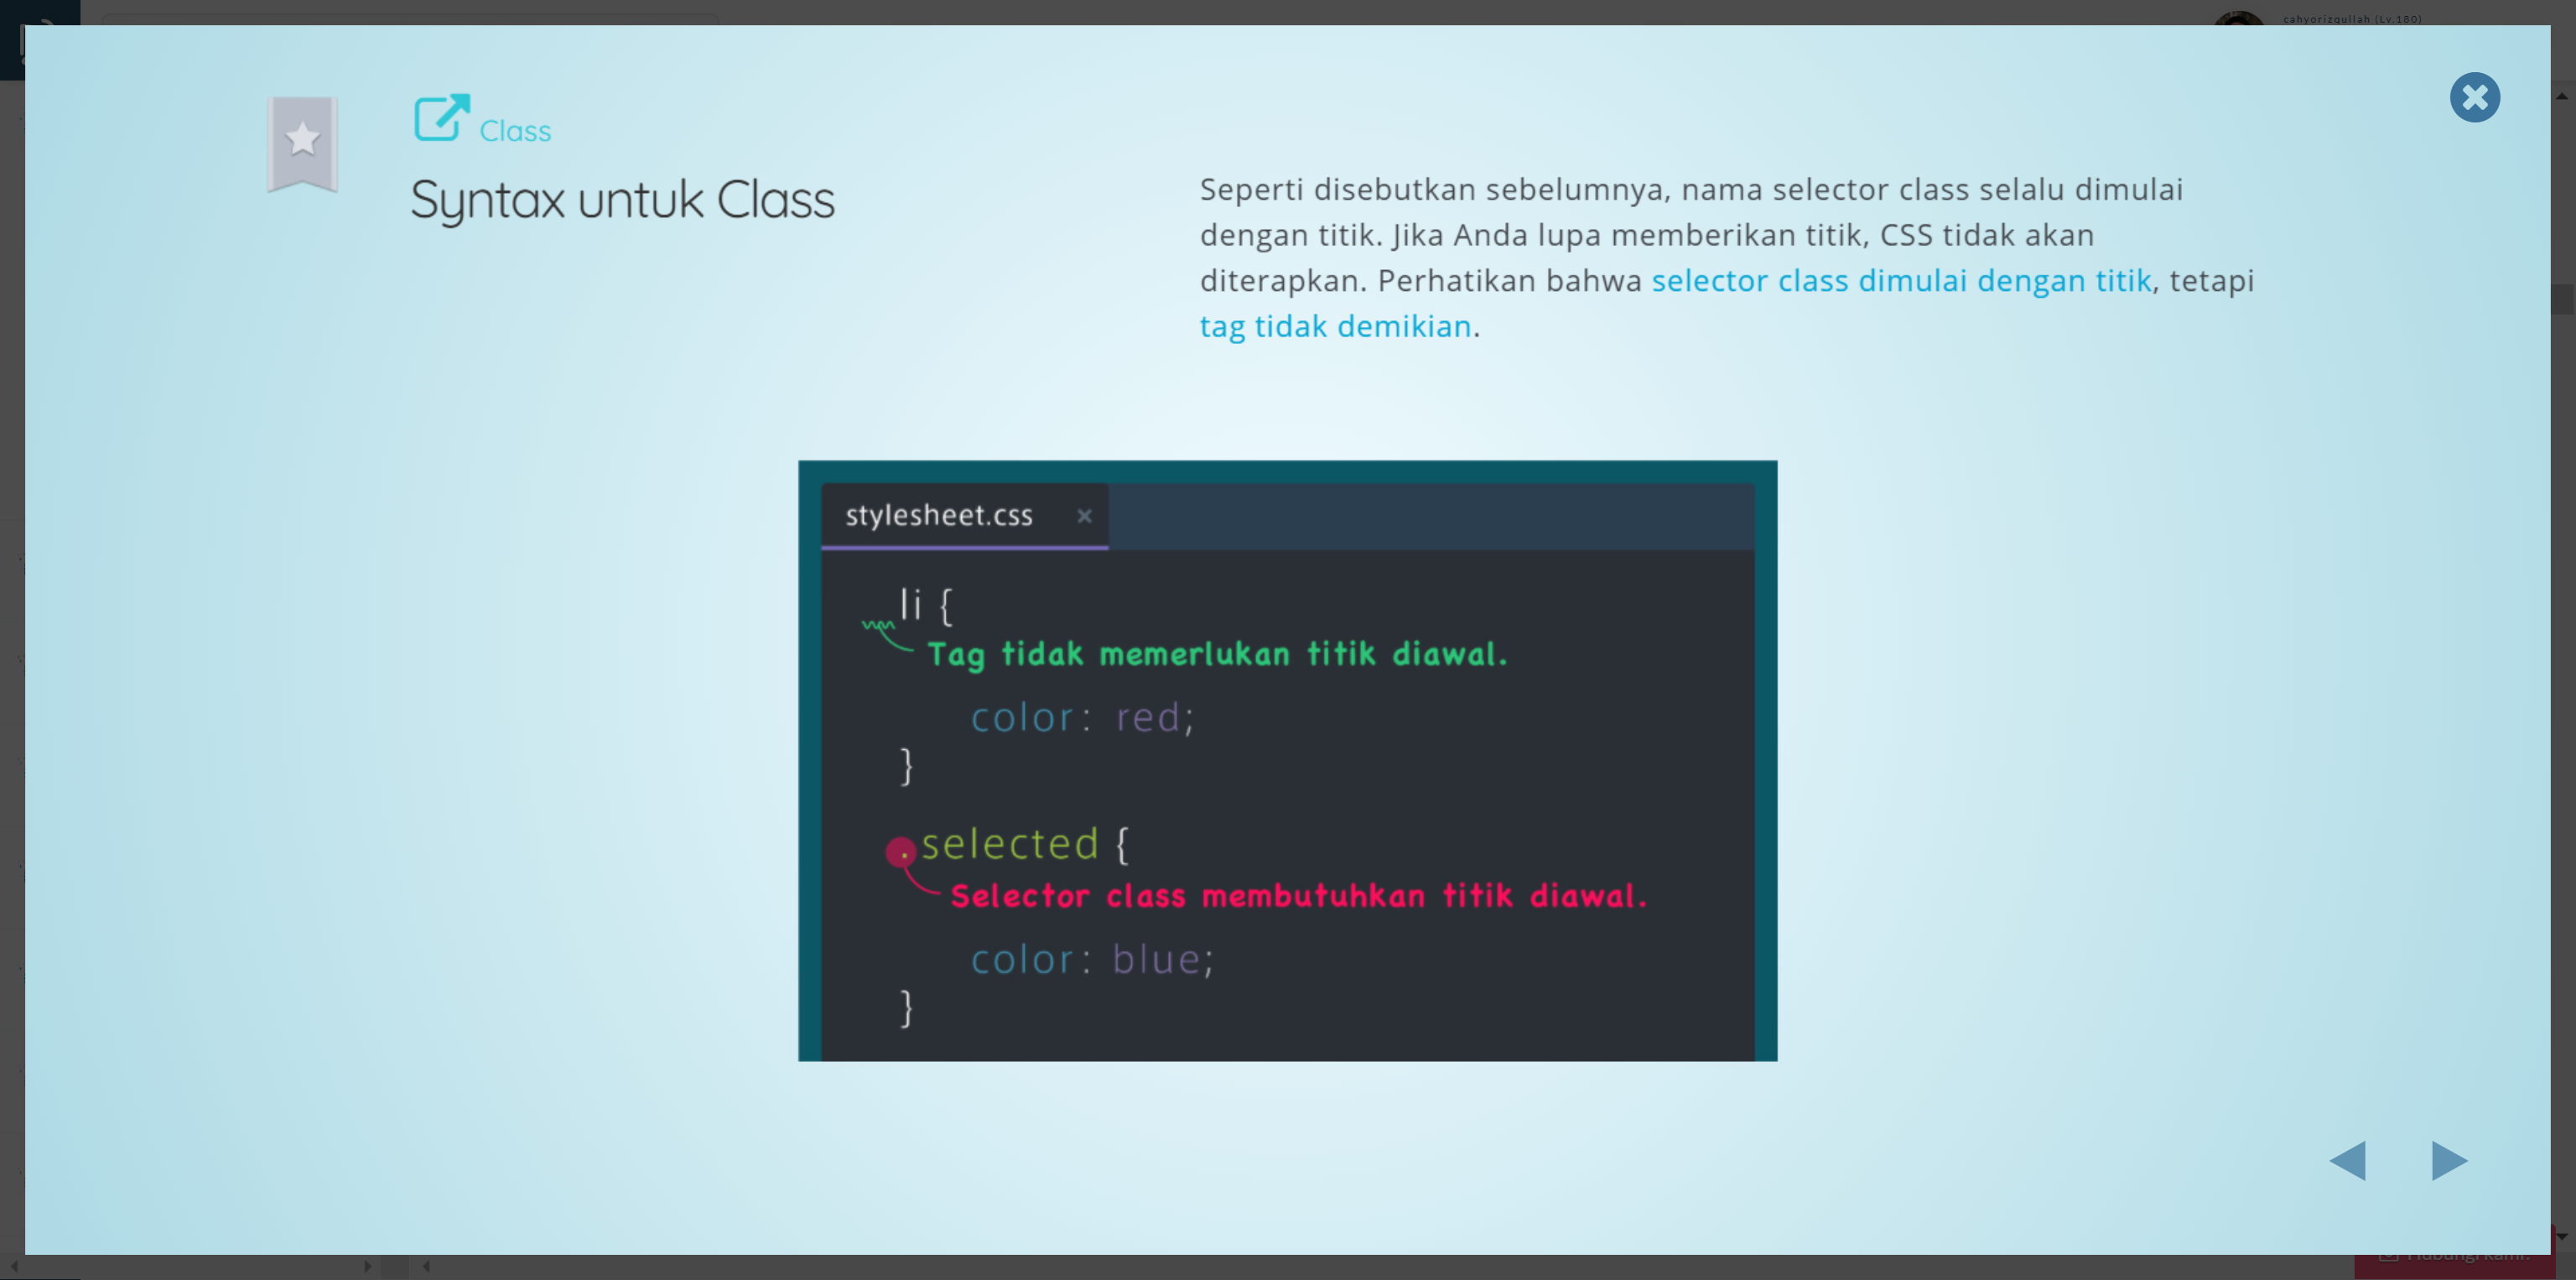 cahyorizqullah (Lv.180)
Class
Syntax untuk Class
Seperti disebutkan sebelumnya, nama selector class selalu dimulai
dengan titik. Jika Anda lupa memberikan titik, CSS tidak akan
diterapkan. Perhatikan bahwa selector class dimulai dengan titik, tetapi
tag tidak demikian.
stylesheet.css ×
li {
Tag tidak memerlukan titik diawal.
color: red;
}
.selected {
Selector class membutuhkan titik diawal.
color: blue;
}
Hubungi kami!